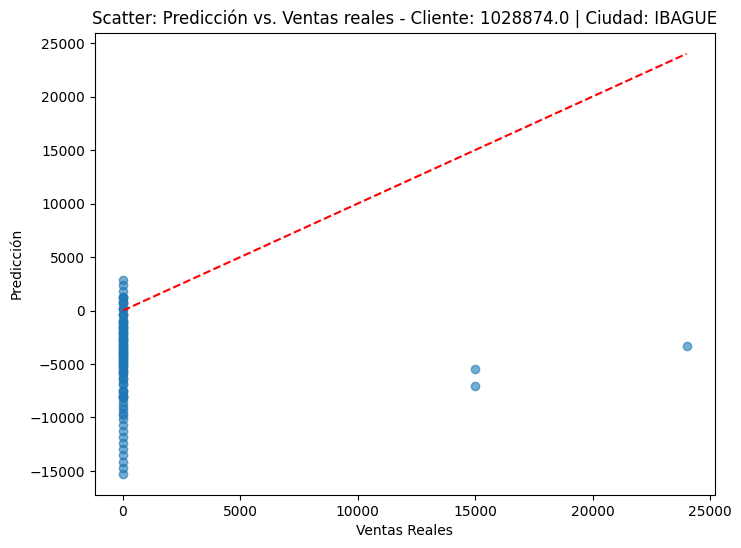 Scatter: Predicción vs. Ventas reales - Cliente: 1028874.0 | Ciudad: IBAGUE
25000
20000
15000
10000
5000
0
−5000
−10000
−15000
Predicción
0 5000 10000 15000 20000 25000
Ventas Reales